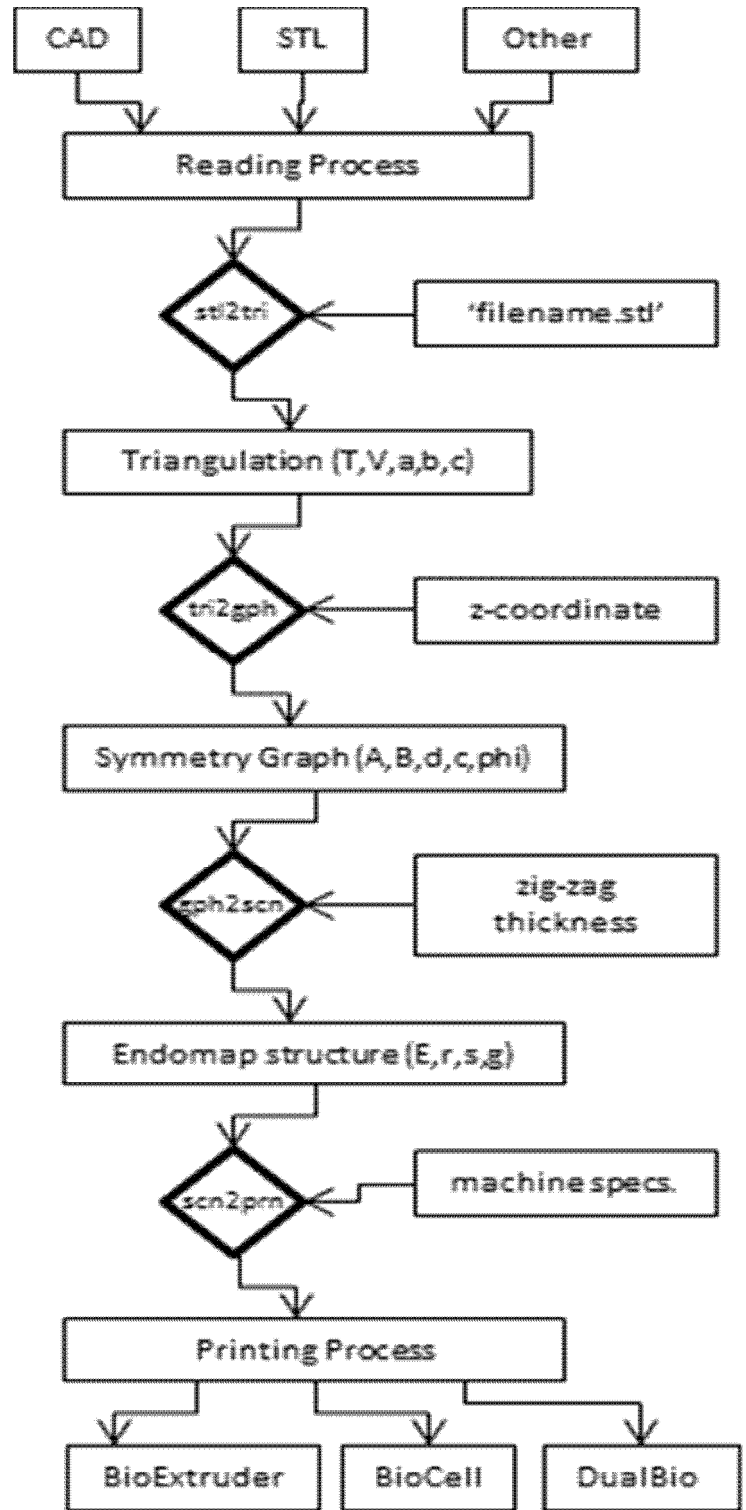 CAD
STL
Other
Reading Process
stl2tri
'filename.stl'
Triangulation (T,V,a,b,c)
tri2gph
z-coordinate
Symmetry Graph (A,B,d,c,phi)
gph2scn
zig-zag
thickness
Endomap structure (E,r,s,g)
scn2prn
machine specs.
Printing Process
BioExtruder
BioCell
DualBio